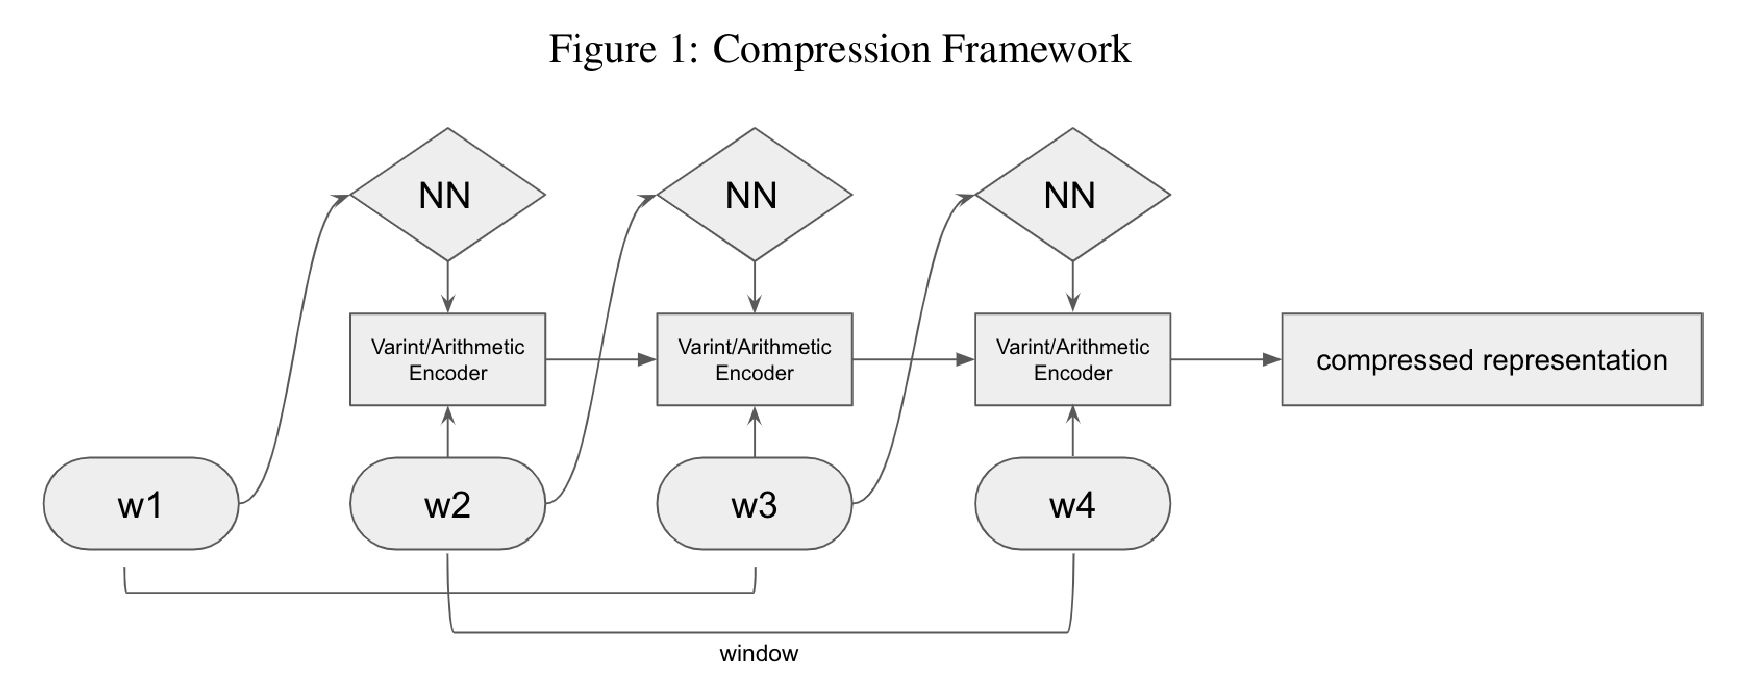 Figure 1: Compression Framework
NN
NN
NN
Varint/Arithmetic
Encoder
Varint/Arithmetic
Encoder
Varint/Arithmetic
Encoder
compressed representation
w1
w2
w3
w4
window